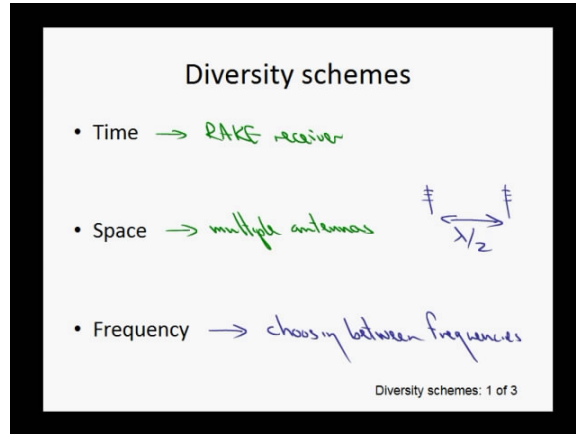 Diversity schemes
• Time → RAKE receiver
• Space → multiple antennas
λ/2
• Frequency → choosing between frequencies
Diversity schemes: 1 of 3